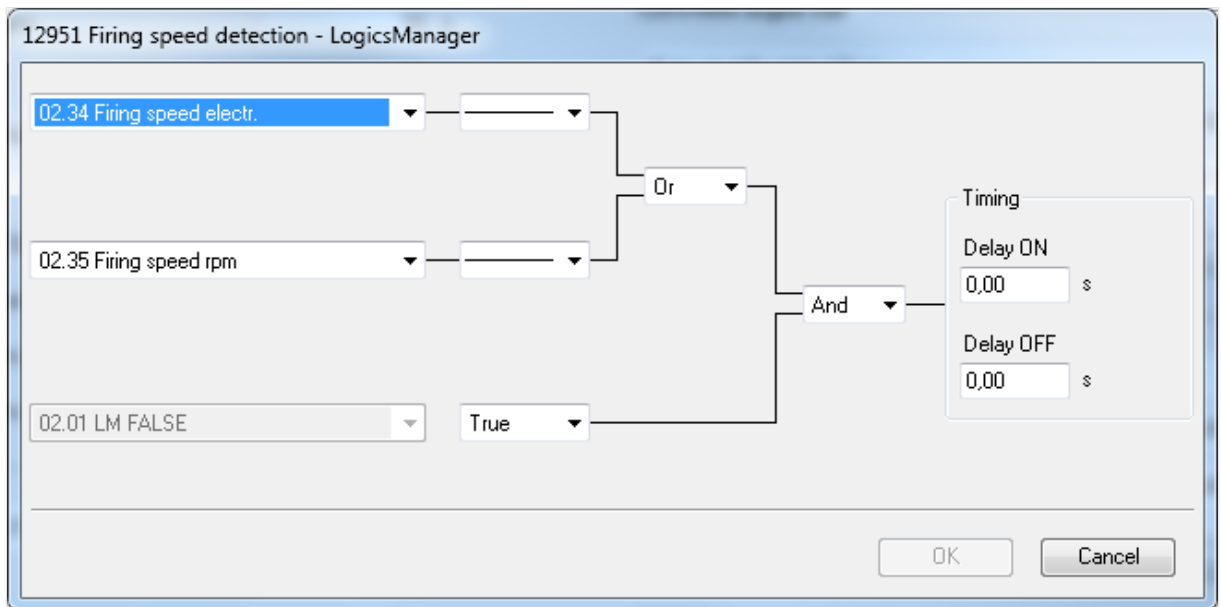 12951 Firing speed detection - LogicsManager
02.34 Firing speed electr.
Or
Timing
Delay ON
02.35 Firing speed rpm
0,00 s
And
Delay OFF
0,00 s
02.01 LM FALSE
True
OK
Cancel